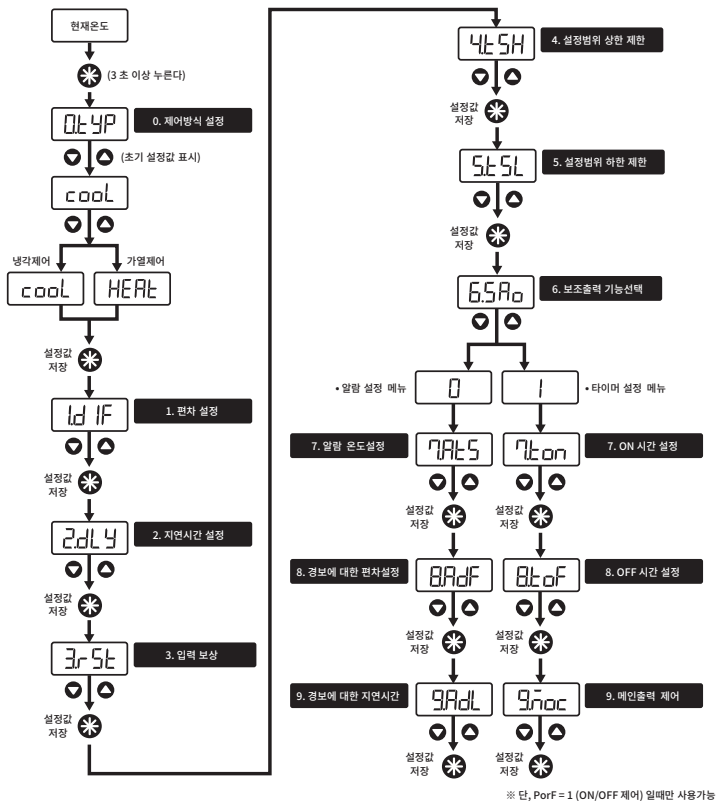 현재온도
(3 초 이상 누른다)
0.tYP
0. 제어방식 설정
(초기 설정값 표시)
cooL
냉각제어
가열제어
cooL
HEAt
설정값
저장
1.dIF
1. 편차 설정
설정값
저장
2.dLY
2. 지연시간 설정
설정값
저장
3.rSt
3. 입력 보상
설정값
저장
4.tSH
4. 설정범위 상한 제한
설정값
저장
5.tSL
5. 설정범위 하한 제한
설정값
저장
6.SAo
6. 보조출력 기능선택
• 알람 설정 메뉴
0
1
• 타이머 설정 메뉴
7. 알람 온도설정
7.AtS
7.ton
7. ON 시간 설정
설정값
저장
설정값
저장
8. 경보에 대한 편차설정
8.AdF
8.toF
8. OFF 시간 설정
설정값
저장
설정값
저장
9. 경보에 대한 지연시간
9.AdL
9.noc
9. 메인출력 제어
설정값
저장
설정값
저장
※ 단, PorF = 1 (ON/OFF 제어) 일때만 사용가능